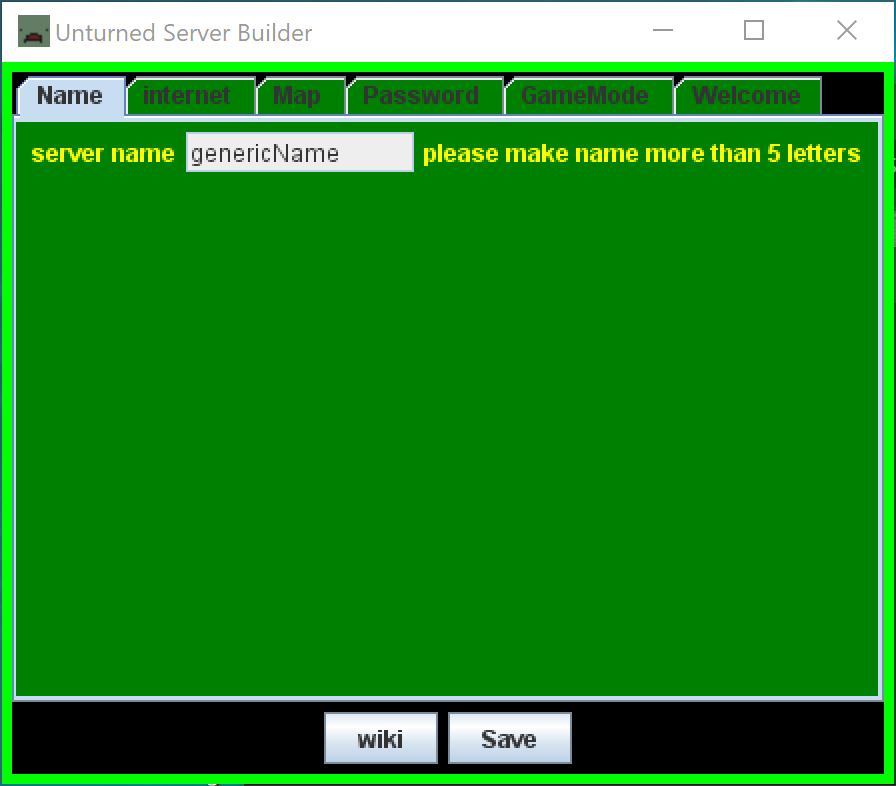 Unturned Server Builder
Name internet Map Password GameMode Welcome
server name genericName please make name more than 5 letters
wiki Save